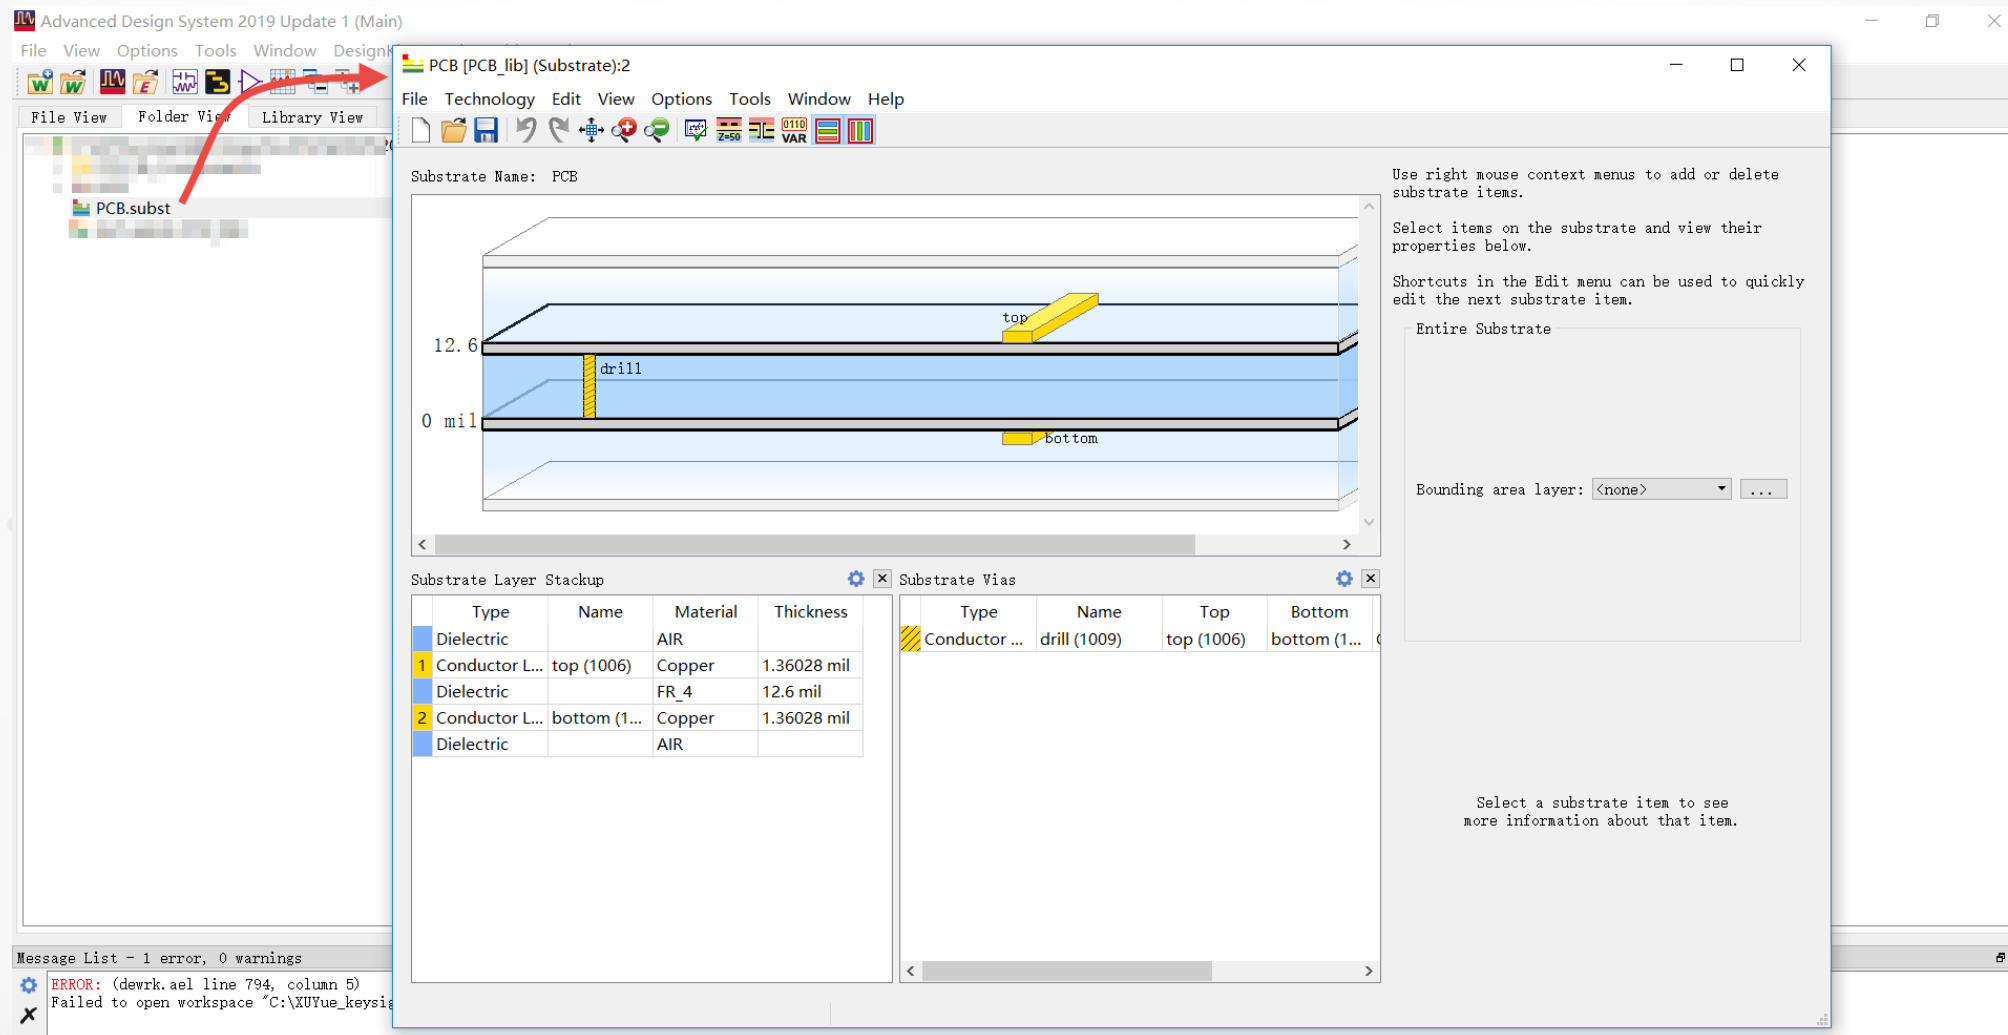 Advanced Design System 2019 Update 1 (Main)
File View Options Tools Window
File View Folder View Library View
PCB.subst
Message List - 1 error, 0 warnings
ERROR: (dewrk.ael line 794, column 5)
Failed to open workspace "C:\XUYue_keysig
PCB [PCB_lib] (Substrate):2
File Technology Edit View Options Tools Window Help
Z=50
0110
VAR
Substrate Name: PCB
12.6
0 mil
top
drill
bottom
Substrate Layer Stackup
Type Name Material Thickness
Dielectric AIR
1 Conductor L... top (1006) Copper 1.36028 mil
Dielectric FR_4 12.6 mil
2 Conductor L... bottom (1... Copper 1.36028 mil
Dielectric AIR
Substrate Vias
Type Name Top Bottom
Conductor ... drill (1009) top (1006) bottom (1...
Use right mouse context menus to add or delete
substrate items.
Select items on the substrate and view their
properties below.
Shortcuts in the Edit menu can be used to quickly
edit the next substrate item.
Entire Substrate
Bounding area layer: <none> ...
Select a substrate item to see
more information about that item.